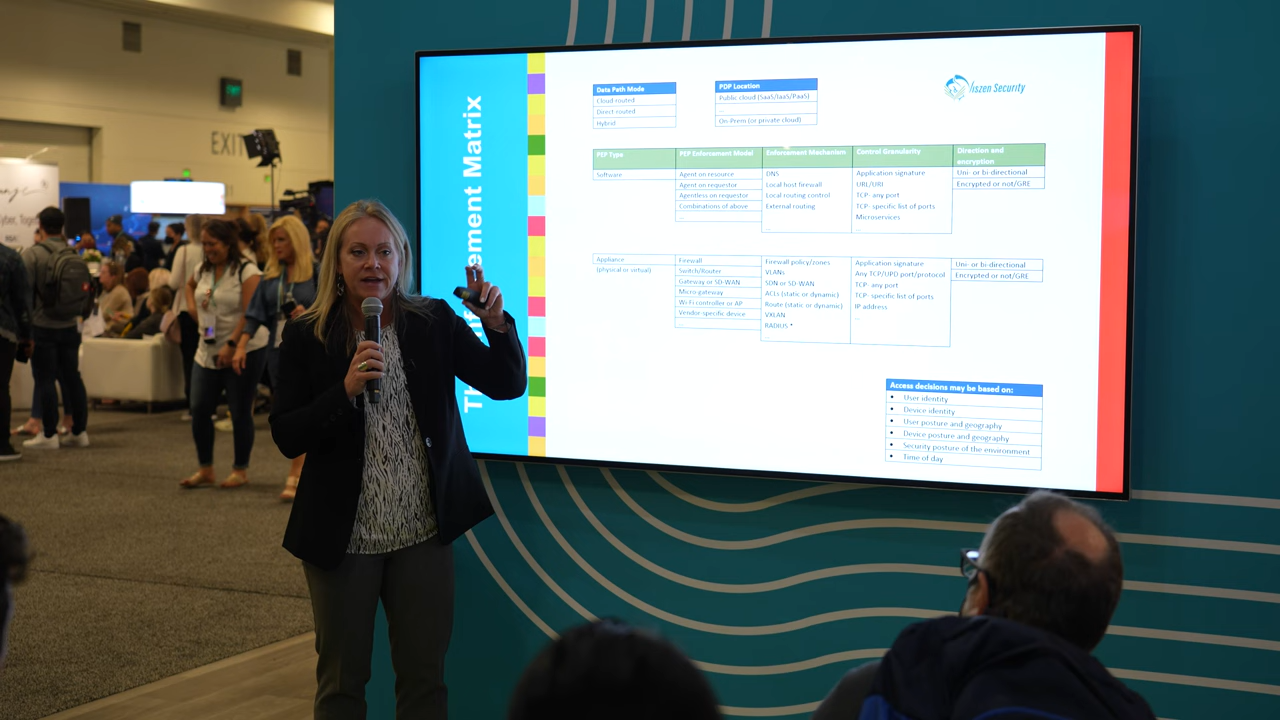 EXIT
ement Matrix
Viszen Security
Data Path Mode
Cloud routed
Direct routed
Hybrid
PDP Location
Public cloud (SaaS/IaaS/PaaS)
...
On-Prem (or private cloud)
PEP Type
PEP Enforcement Model
Enforcement Mechanism
Control Granularity
Direction and
encryption
Software
Agent on resource
Agent on requestor
Agentless on requestor
Combinations of above
...
DNS
Local host firewall
Local routing control
External routing
...
Application signature
URL/URI
TCP- any port
TCP- specific list of ports
Microservices
...
Uni- or bi-directional
Encrypted or not/GRE
Appliance
(physical or virtual)
Firewall
Switch/Router
Gateway or SD-WAN
Micro gateway
Wi-Fi controller or AP
Vendor specific device
...
Firewall policy/zones
VLANs
SDN or SD-WAN
ACLs (static or dynamic)
Route (static or dynamic)
VXLAN
RADIUS *
Application signature
Any TCP/UPD port/protocol
TCP- any port
TCP- specific list of ports
IP address
...
Uni- or bi-directional
Encrypted or not/GRE
Access decisions may be based on:
• User identity
• Device identity
• User posture and geography
• Device posture and geography
• Security posture of the environment
• Time of day